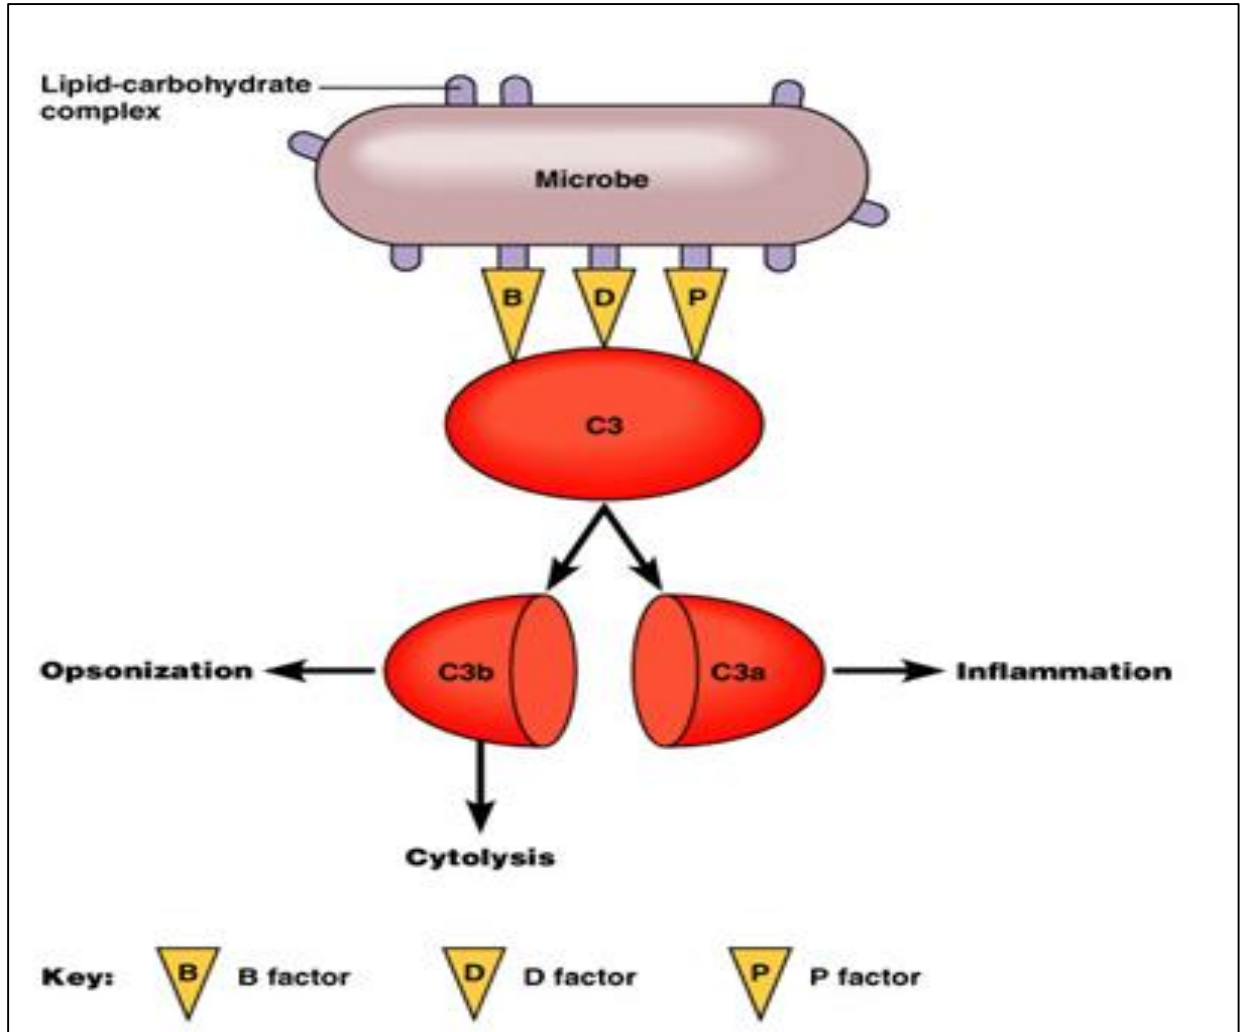 Lipid-carbohydrate
complex
Microbe
B D P
C3
C3b C3a
Opsonization Inflammation
Cytolysis
Key: B B factor D D factor P P factor